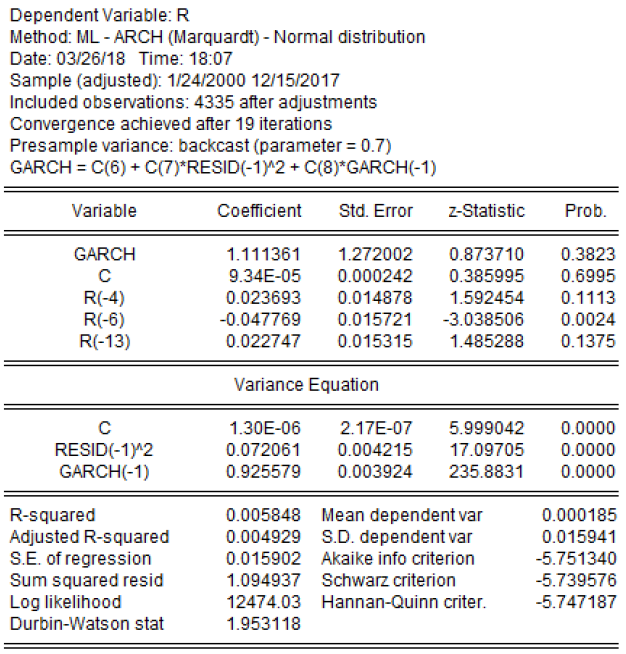 Dependent Variable: R
Method: ML - ARCH (Marquardt) - Normal distribution
Date: 03/26/18 Time: 18:07
Sample (adjusted): 1/24/2000 12/15/2017
Included observations: 4335 after adjustments
Convergence achieved after 19 iterations
Presample variance: backcast (parameter = 0.7)
GARCH = C(6) + C(7)*RESID(-1)^2 + C(8)*GARCH(-1)
Variable Coefficient Std. Error z-Statistic Prob.
GARCH 1.111361 1.272002 0.873710 0.3823
C 9.34E-05 0.000242 0.385995 0.6995
R(-4) 0.023693 0.014878 1.592454 0.1113
R(-6) -0.047769 0.015721 -3.038506 0.0024
R(-13) 0.022747 0.015315 1.485288 0.1375
Variance Equation
C 1.30E-06 2.17E-07 5.999042 0.0000
RESID(-1)^2 0.072061 0.004215 17.09705 0.0000
GARCH(-1) 0.925579 0.003924 235.8831 0.0000
R-squared 0.005848 Mean dependent var 0.000185
Adjusted R-squared 0.004929 S.D. dependent var 0.015941
S.E. of regression 0.015902 Akaike info criterion -5.751340
Sum squared resid 1.094937 Schwarz criterion -5.739576
Log likelihood 12474.03 Hannan-Quinn criter. -5.747187
Durbin-Watson stat 1.953118